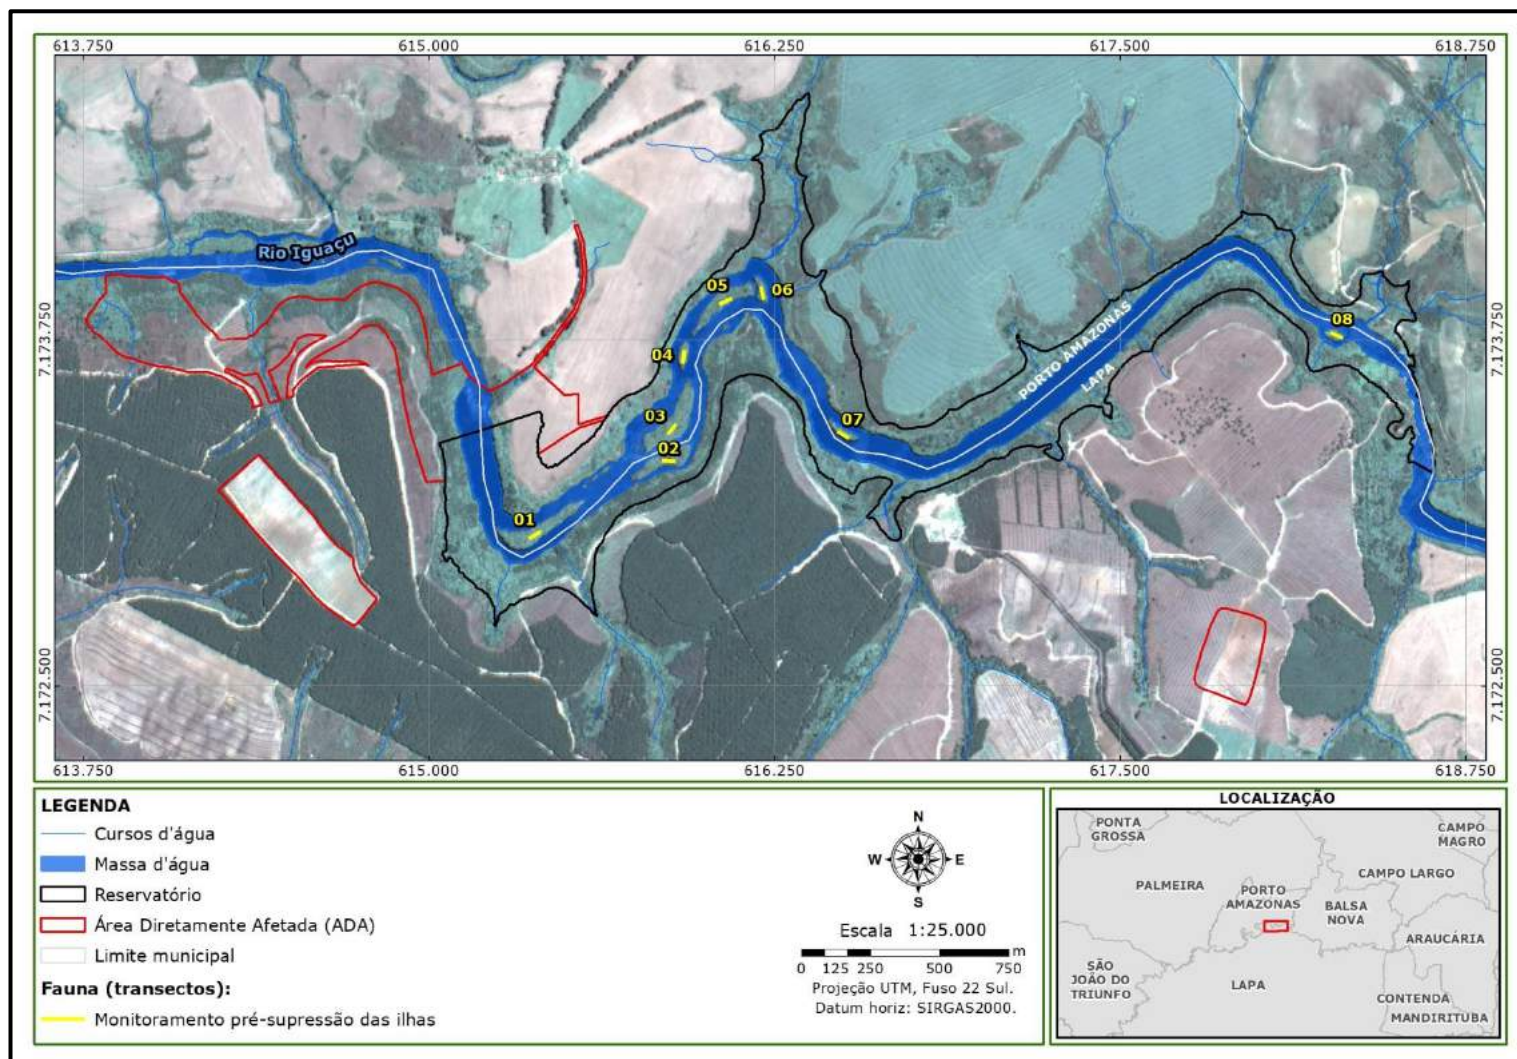 613.750 615.000 616.250 617.500 618.750
Rio Iguaçu
05
06
7.173.750
PORTO AMAZONAS
LAPA
08
7.173.750
04
03
07
02
01
7.172.500
7.172.500
613.750 615.000 616.250 617.500 618.750
LEGENDA
Cursos d'água
Massa d'água
Reservatório
Área Diretamente Afetada (ADA)
Limite municipal
Fauna (transectos):
Monitoramento pré-supressão das ilhas
N
W E
S
Escala 1:25.000
m
0 125 250 500 750
Projeção UTM, Fuso 22 Sul.
Datum horiz: SIRGAS2000.
LOCALIZAÇÃO
PONTA
GROSSA
CAMPO
MAGRO
CAMPO LARGO
PALMEIRA
PORTO
AMAZONAS
BALSA
NOVA
ARAUCÁRIA
SÃO
JOÃO DO
TRIUNFO
LAPA
CONTENDA
MANDIRITUBA